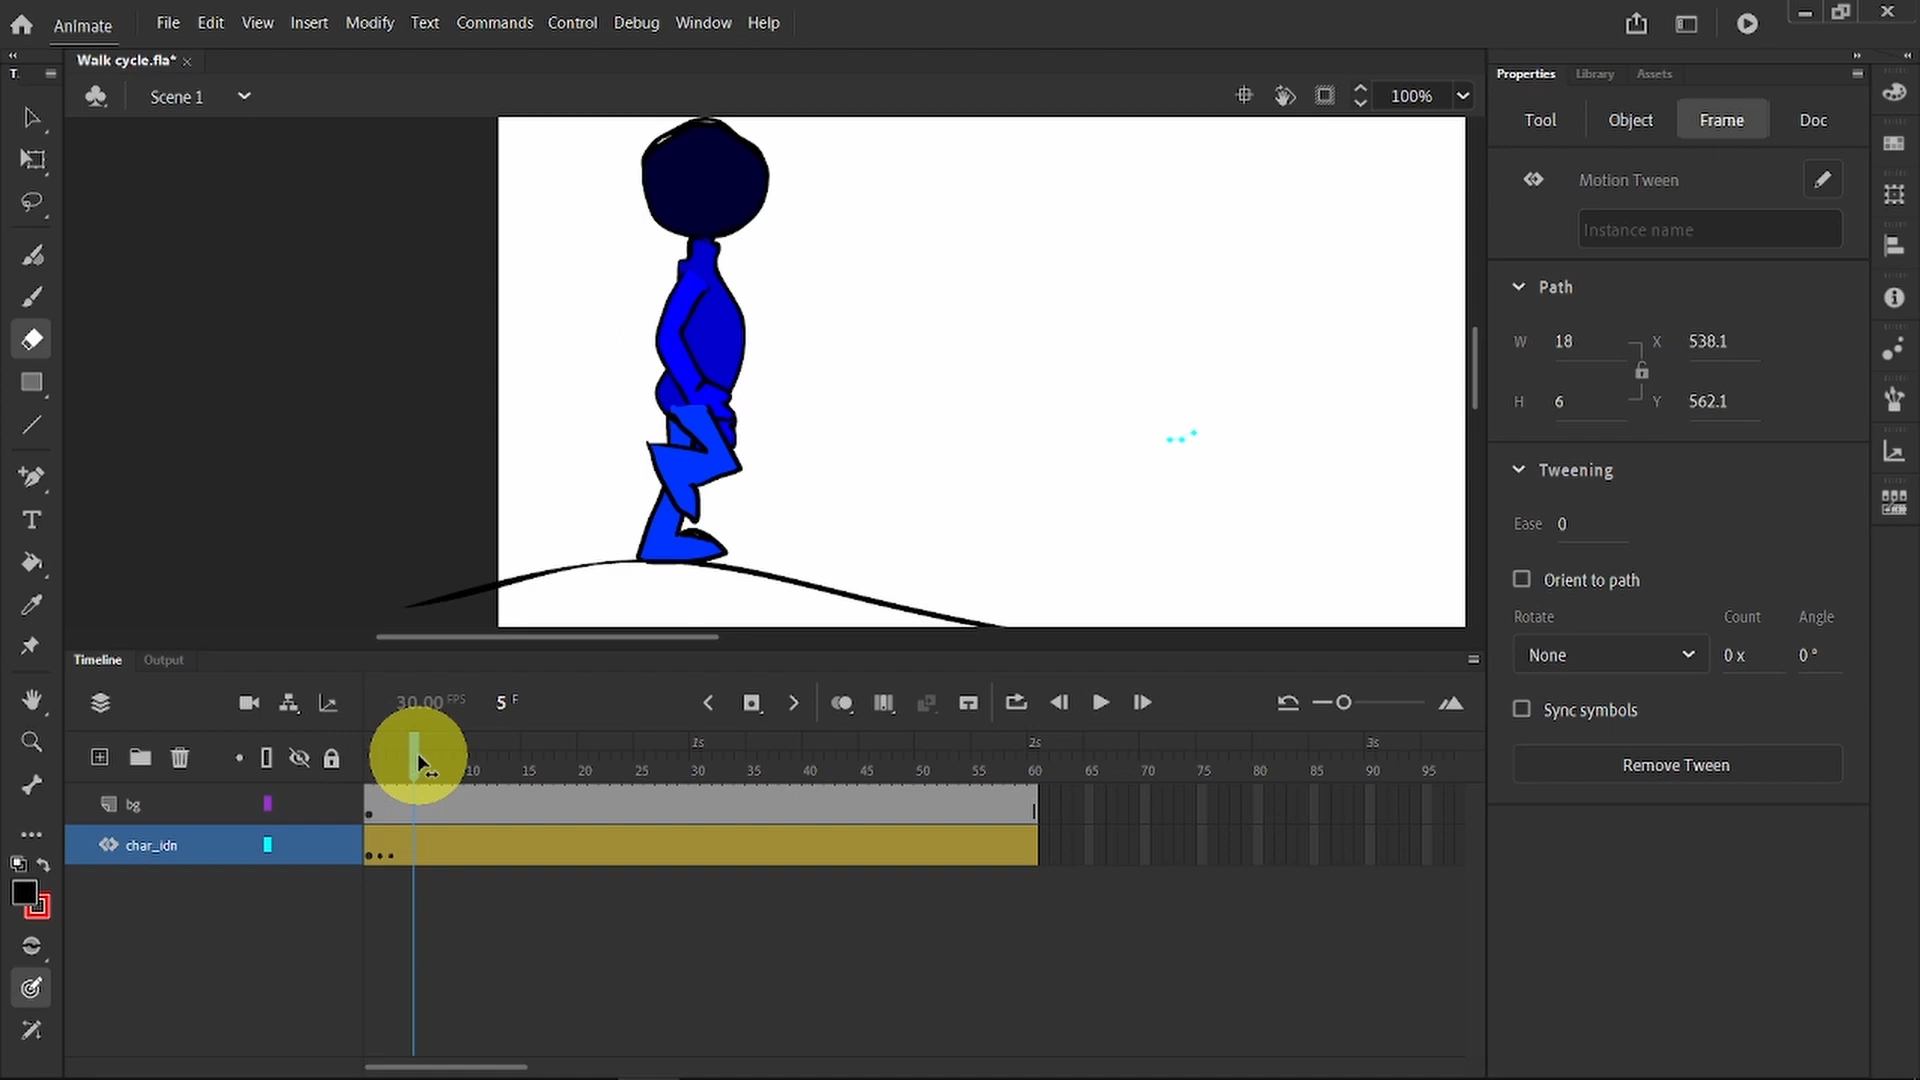 Animate File Edit View Insert Modify Text Commands Control Debug Window Help
Walk cycle.fla*
Scene 1
100%
T.
Properties Library Assets
Tool Object Frame Doc
Motion Tween
Instance name
Path
W 18 X 538.1
H 6 Y 562.1
Tweening
Ease 0
Orient to path
Rotate Count Angle
None 0 x 0 °
Sync symbols
Remove Tween
Timeline Output
30.00 FPS 5 F
1s 2s 3s
10 15 20 25 30 35 40 45 50 55 60 65 70 75 80 85 90 95
bg
char_idn